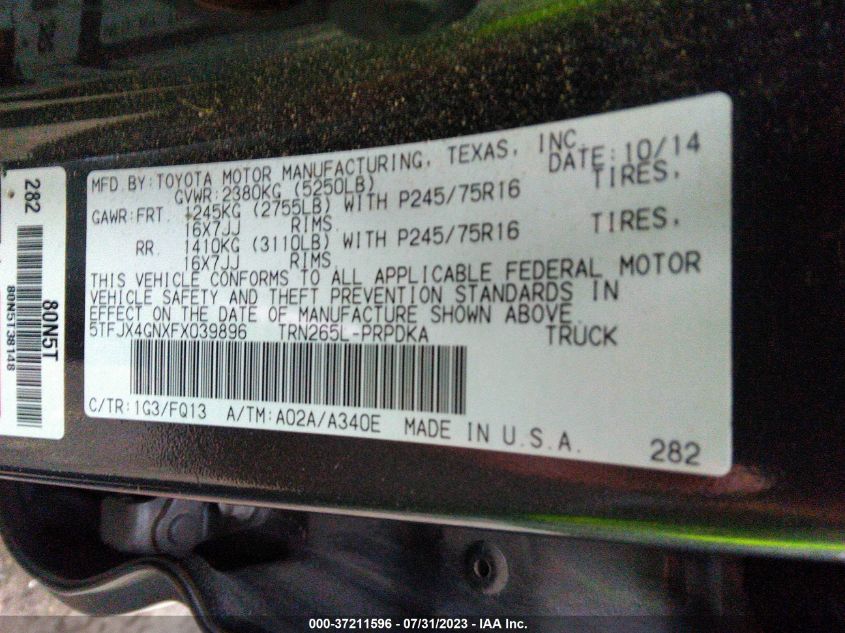 MFD.BY:TOYOTA MOTOR MANUFACTURING, TEXAS, INC. DATE:10/14
GVWR:2380KG (5250LB)
GAWR:FRT 1245KG (2755LB) WITH P245/75R16 TIRES,
16X7JJ RIMS
RR 1410KG (3110LB) WITH P245/75R16 TIRES.
16X7JJ RIMS
THIS VEHICLE CONFORMS TO ALL APPLICABLE FEDERAL MOTOR
VEHICLE SAFETY AND THEFT PREVENTION STANDARDS IN
EFFECT ON THE DATE OF MANUFACTURE SHOWN ABOVE.
5TFJX4GNXFX039896 TRN265L-PRPDKA TRUCK
C/TR:1G3/FQ13 A/TM:A02A/A340E MADE IN U.S.A.
282
282
80N5T
80N5T38148
000-37211596 - 07/31/2023 - IAA Inc.